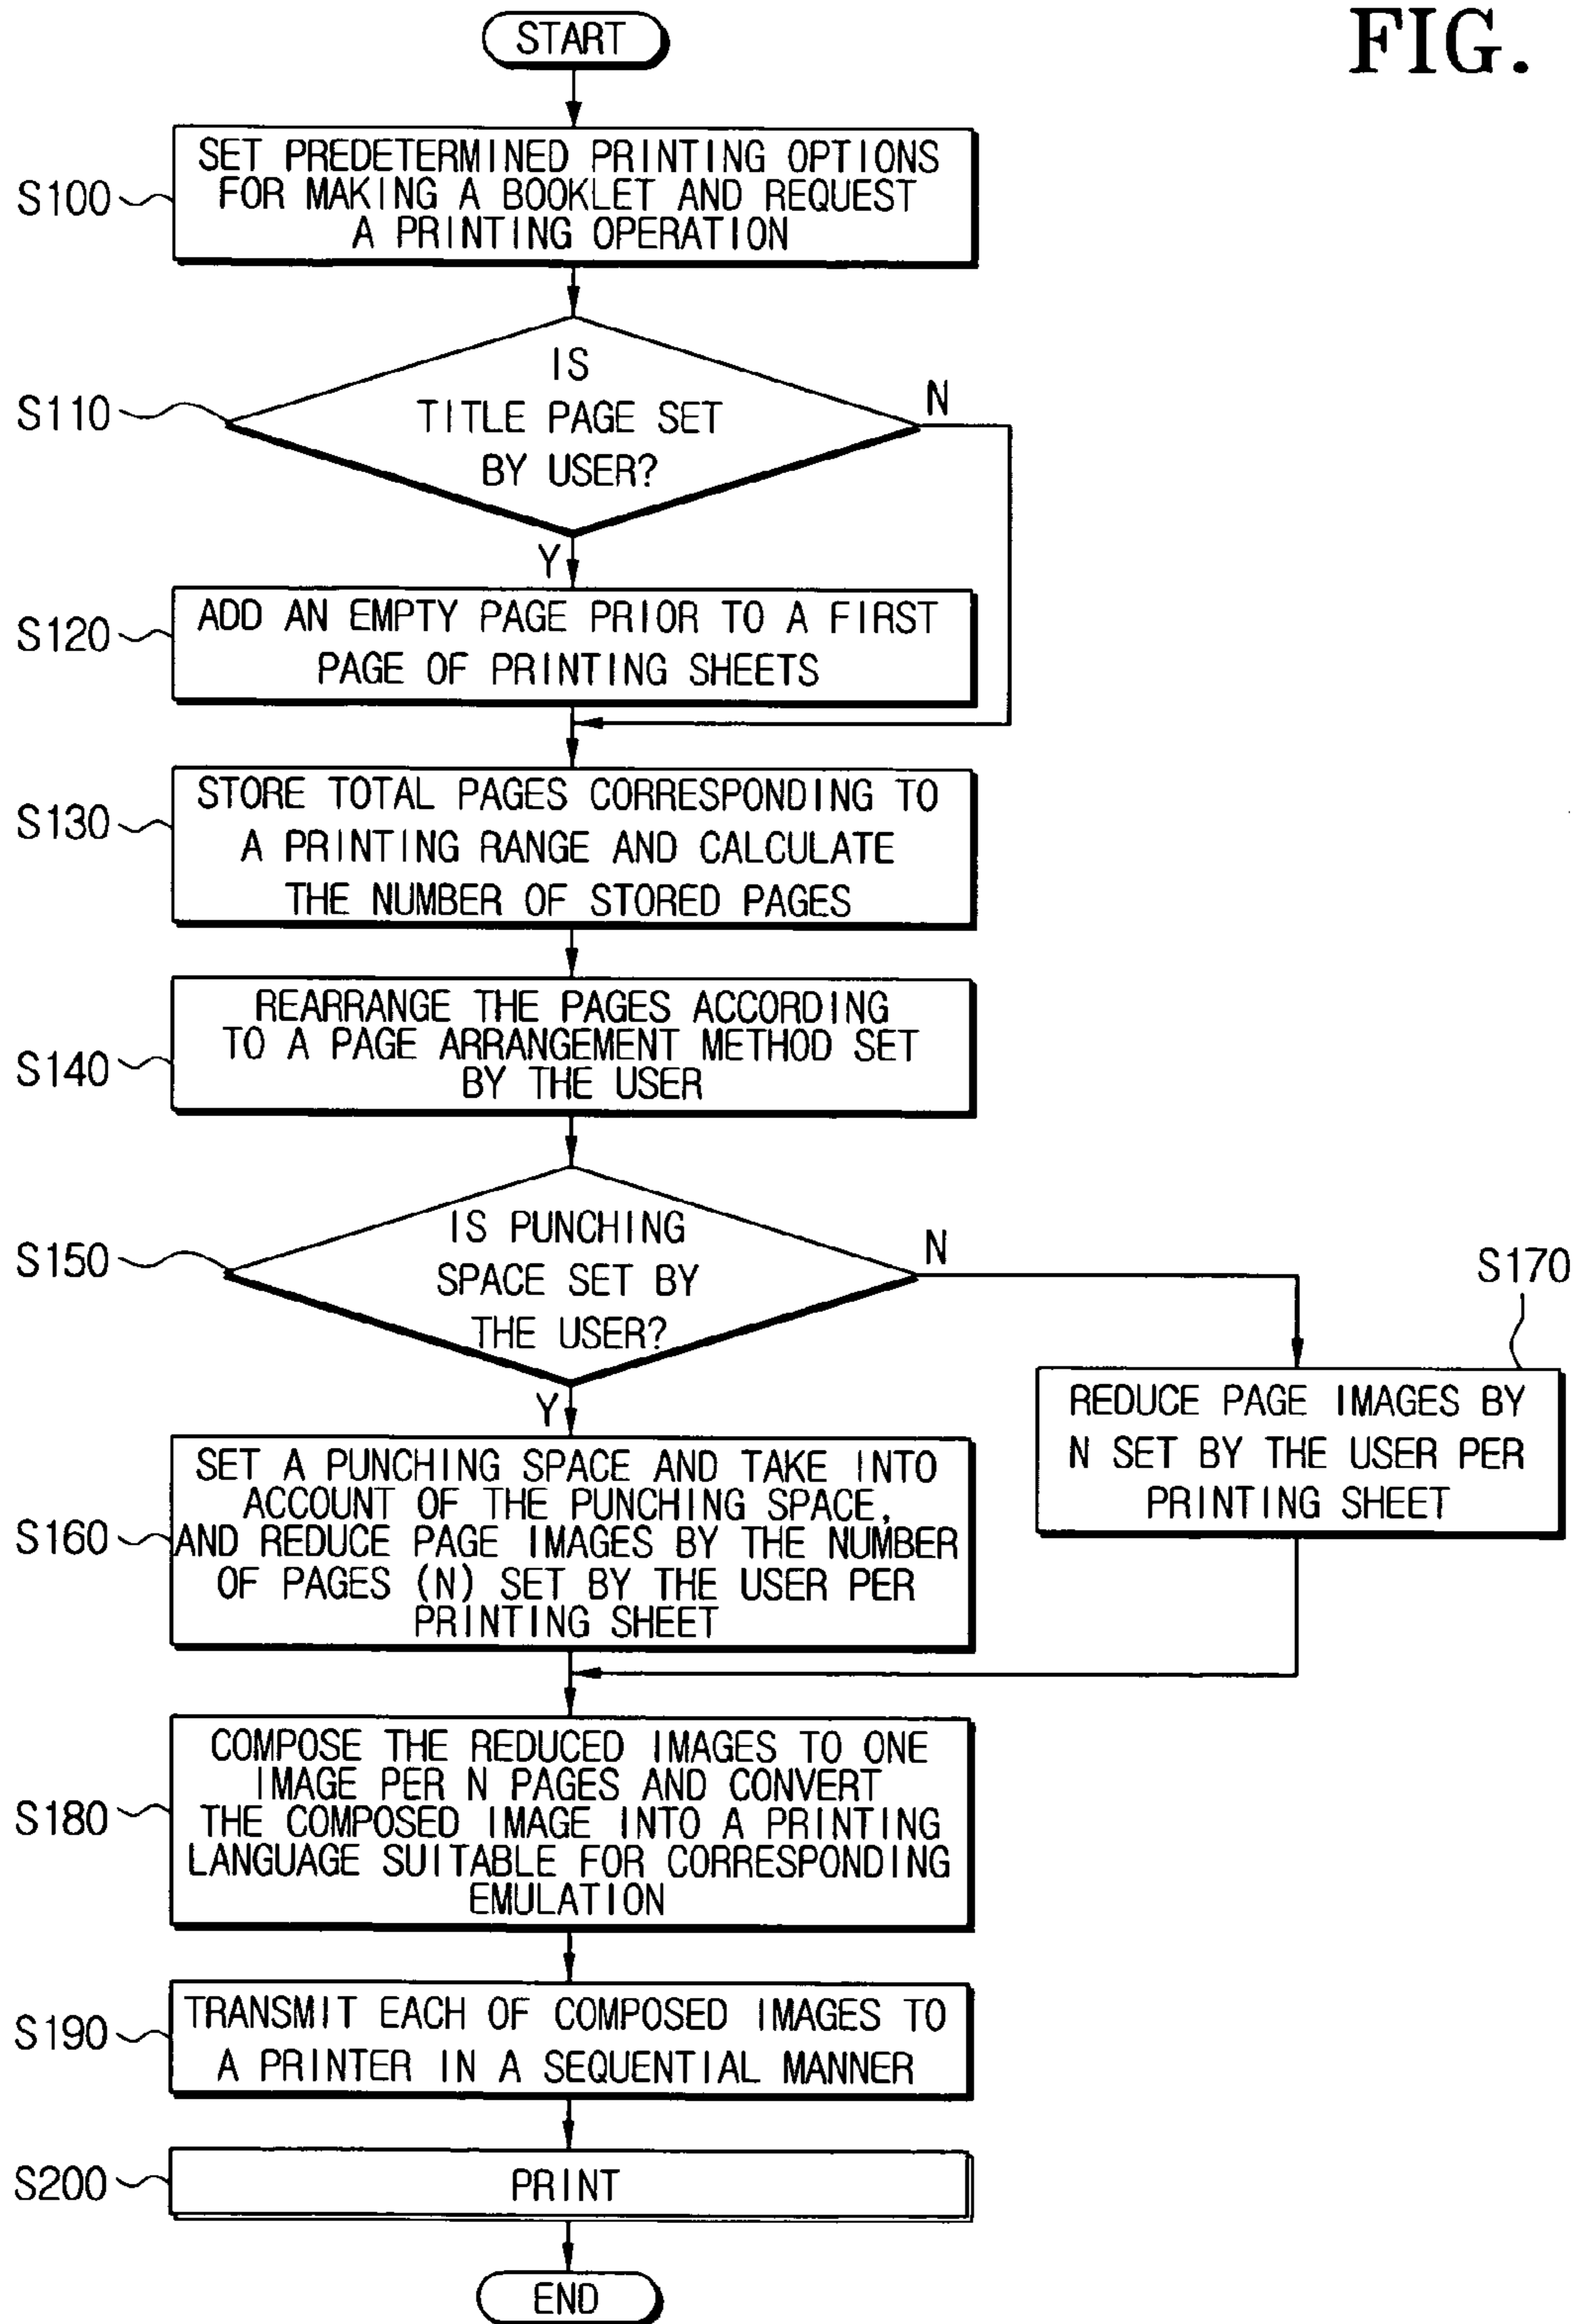 FIG.
START
S100
SET PREDETERMINED PRINTING OPTIONS
FOR MAKING A BOOKLET AND REQUEST
A PRINTING OPERATION
S110
IS
TITLE PAGE SET
BY USER?
N
Y
S120
ADD AN EMPTY PAGE PRIOR TO A FIRST
PAGE OF PRINTING SHEETS
S130
STORE TOTAL PAGES CORRESPONDING TO
A PRINTING RANGE AND CALCULATE
THE NUMBER OF STORED PAGES
S140
REARRANGE THE PAGES ACCORDING
TO A PAGE ARRANGEMENT METHOD SET
BY THE USER
S150
IS PUNCHING
SPACE SET BY
THE USER?
N
Y
S170
REDUCE PAGE IMAGES BY
N SET BY THE USER PER
PRINTING SHEET
S160
SET A PUNCHING SPACE AND TAKE INTO
ACCOUNT OF THE PUNCHING SPACE,
AND REDUCE PAGE IMAGES BY THE NUMBER
OF PAGES (N) SET BY THE USER PER
PRINTING SHEET
S180
COMPOSE THE REDUCED IMAGES TO ONE
IMAGE PER N PAGES AND CONVERT
THE COMPOSED IMAGE INTO A PRINTING
LANGUAGE SUITABLE FOR CORRESPONDING
EMULATION
S190
TRANSMIT EACH OF COMPOSED IMAGES TO
A PRINTER IN A SEQUENTIAL MANNER
S200
PRINT
END